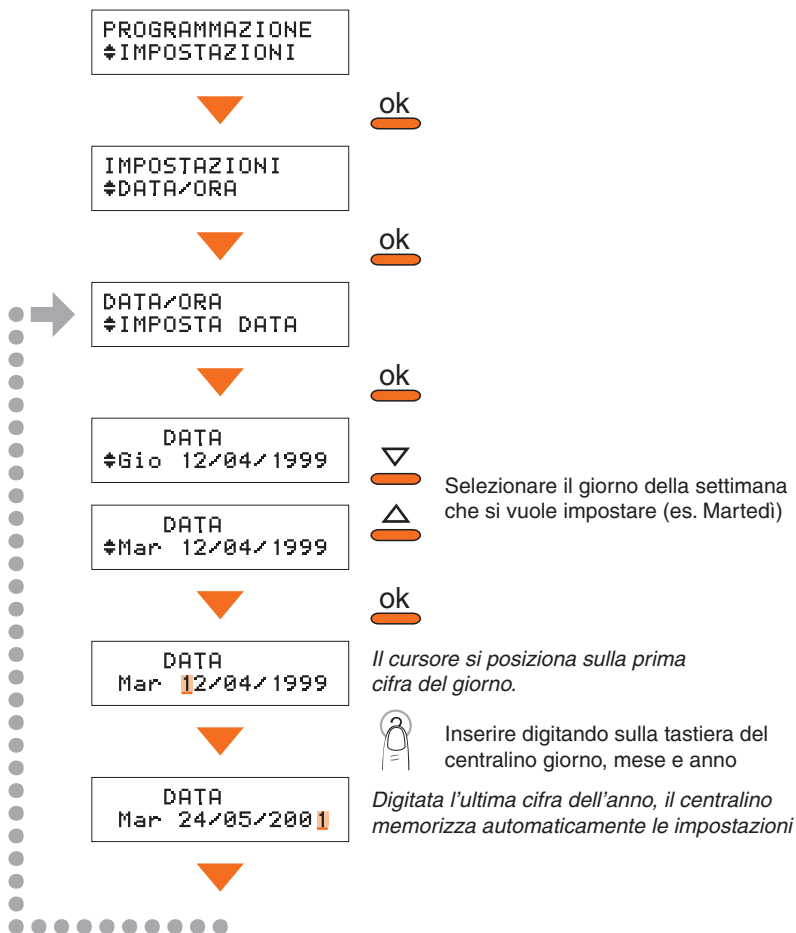 PROGRAMMAZIONE
IMPOSTAZIONI
ok
IMPOSTAZIONI
DATA/ORA
ok
DATA/ORA
IMPOSTA DATA
ok
DATA
Gio 12/04/1999
Selezionare il giorno della settimana
che si vuole impostare (es. Martedì)
DATA
Mar 12/04/1999
ok
DATA
Mar 12/04/1999
Il cursore si posiziona sulla prima
cifra del giorno.
Inserire digitando sulla tastiera del
centralino giorno, mese e anno
DATA
Mar 24/05/2001
Digitata l'ultima cifra dell'anno, il centralino
memorizza automaticamente le impostazioni